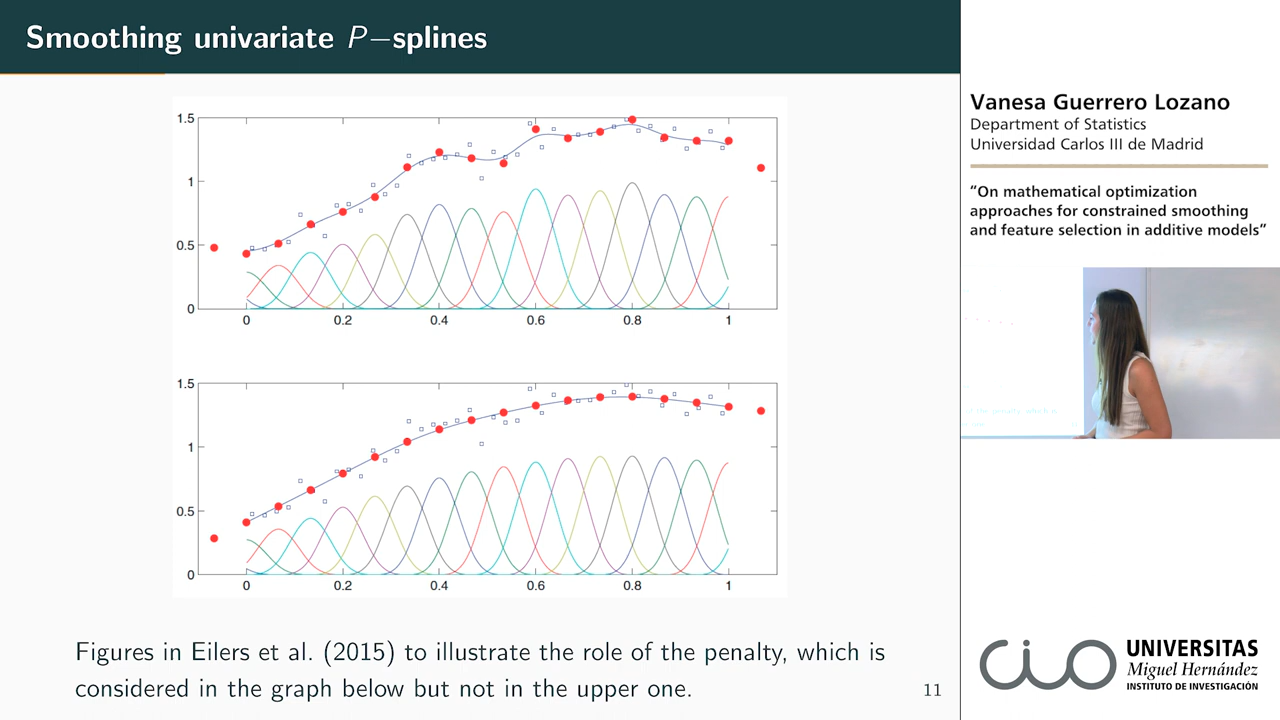 Smoothing univariate P−splines
1.5
1
0.5
0
0
0.2
0.4
0.6
0.8
1
1.5
1
0.5
0
0
0.2
0.4
0.6
0.8
1
Figures in Eilers et al. (2015) to illustrate the role of the penalty, which is
considered in the graph below but not in the upper one.
11
Vanesa Guerrero Lozano
Department of Statistics
Universidad Carlos III de Madrid
“On mathematical optimization
approaches for constrained smoothing
and feature selection in additive models”
cio
UNIVERSITAS
Miguel Hernández
INSTITUTO DE INVESTIGACIÓN